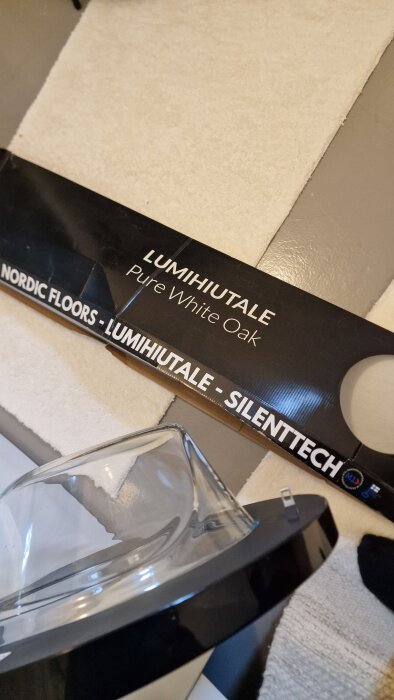 LUMIHIUTALE
Pure White Oak
NORDIC FLOORS - LUMIHIUTALE - SILENTTECH